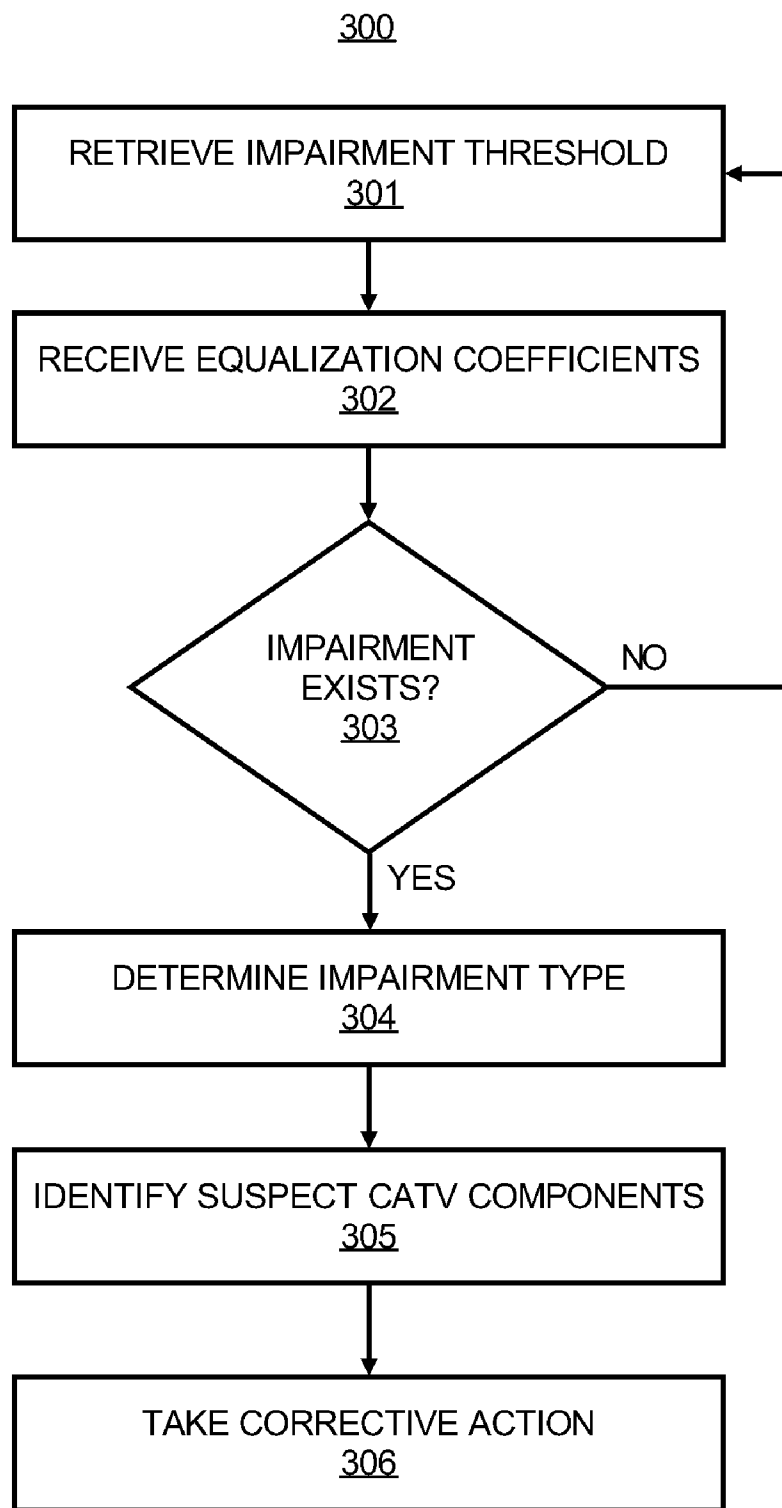 300
RETRIEVE IMPAIRMENT THRESHOLD
301
RECEIVE EQUALIZATION COEFFICIENTS
302
IMPAIRMENT
EXISTS?
303
NO
YES
DETERMINE IMPAIRMENT TYPE
304
IDENTIFY SUSPECT CATV COMPONENTS
305
TAKE CORRECTIVE ACTION
306